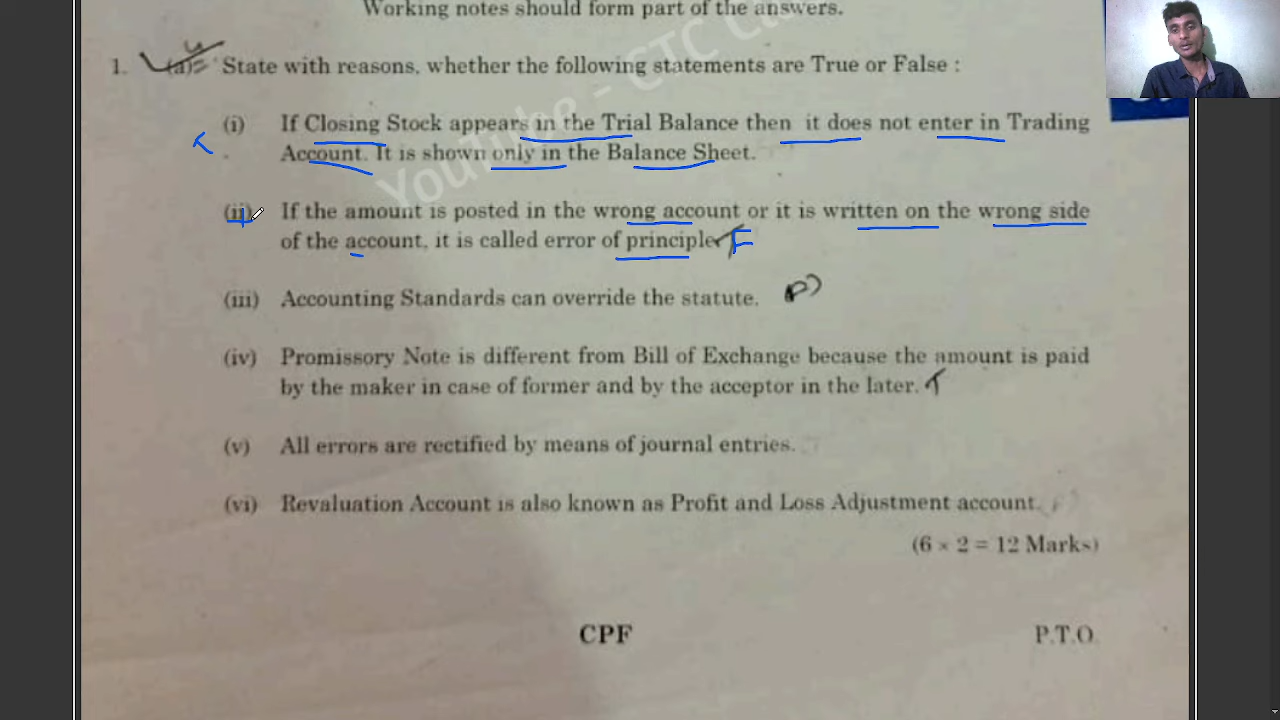 Working notes should form part of the answers.
1. (a) State with reasons, whether the following statements are True or False :
(i) If Closing Stock appears in the Trial Balance then it does not enter in Trading
Account. It is shown only in the Balance Sheet.
(ii) If the amount is posted in the wrong account or it is written on the wrong side
of the account, it is called error of principle F
(iii) Accounting Standards can override the statute.
(iv) Promissory Note is different from Bill of Exchange because the amount is paid
by the maker in case of former and by the acceptor in the later. T
(v) All errors are rectified by means of journal entries.
(vi) Revaluation Account is also known as Profit and Loss Adjustment account.
(6 × 2 = 12 Marks)
CPF
P.T.O.
YouTube - CTC